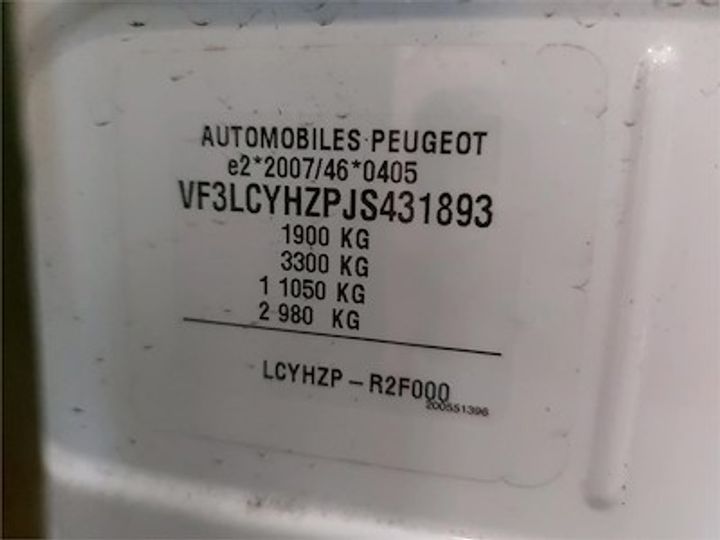 AUTOMOBILES PEUGEOT
e2*2007/46*0405
VF3LCYHZPJS431893
1900 KG
3300 KG
1 1050 KG
2 980 KG
LCYHZP – R2F000
200551396